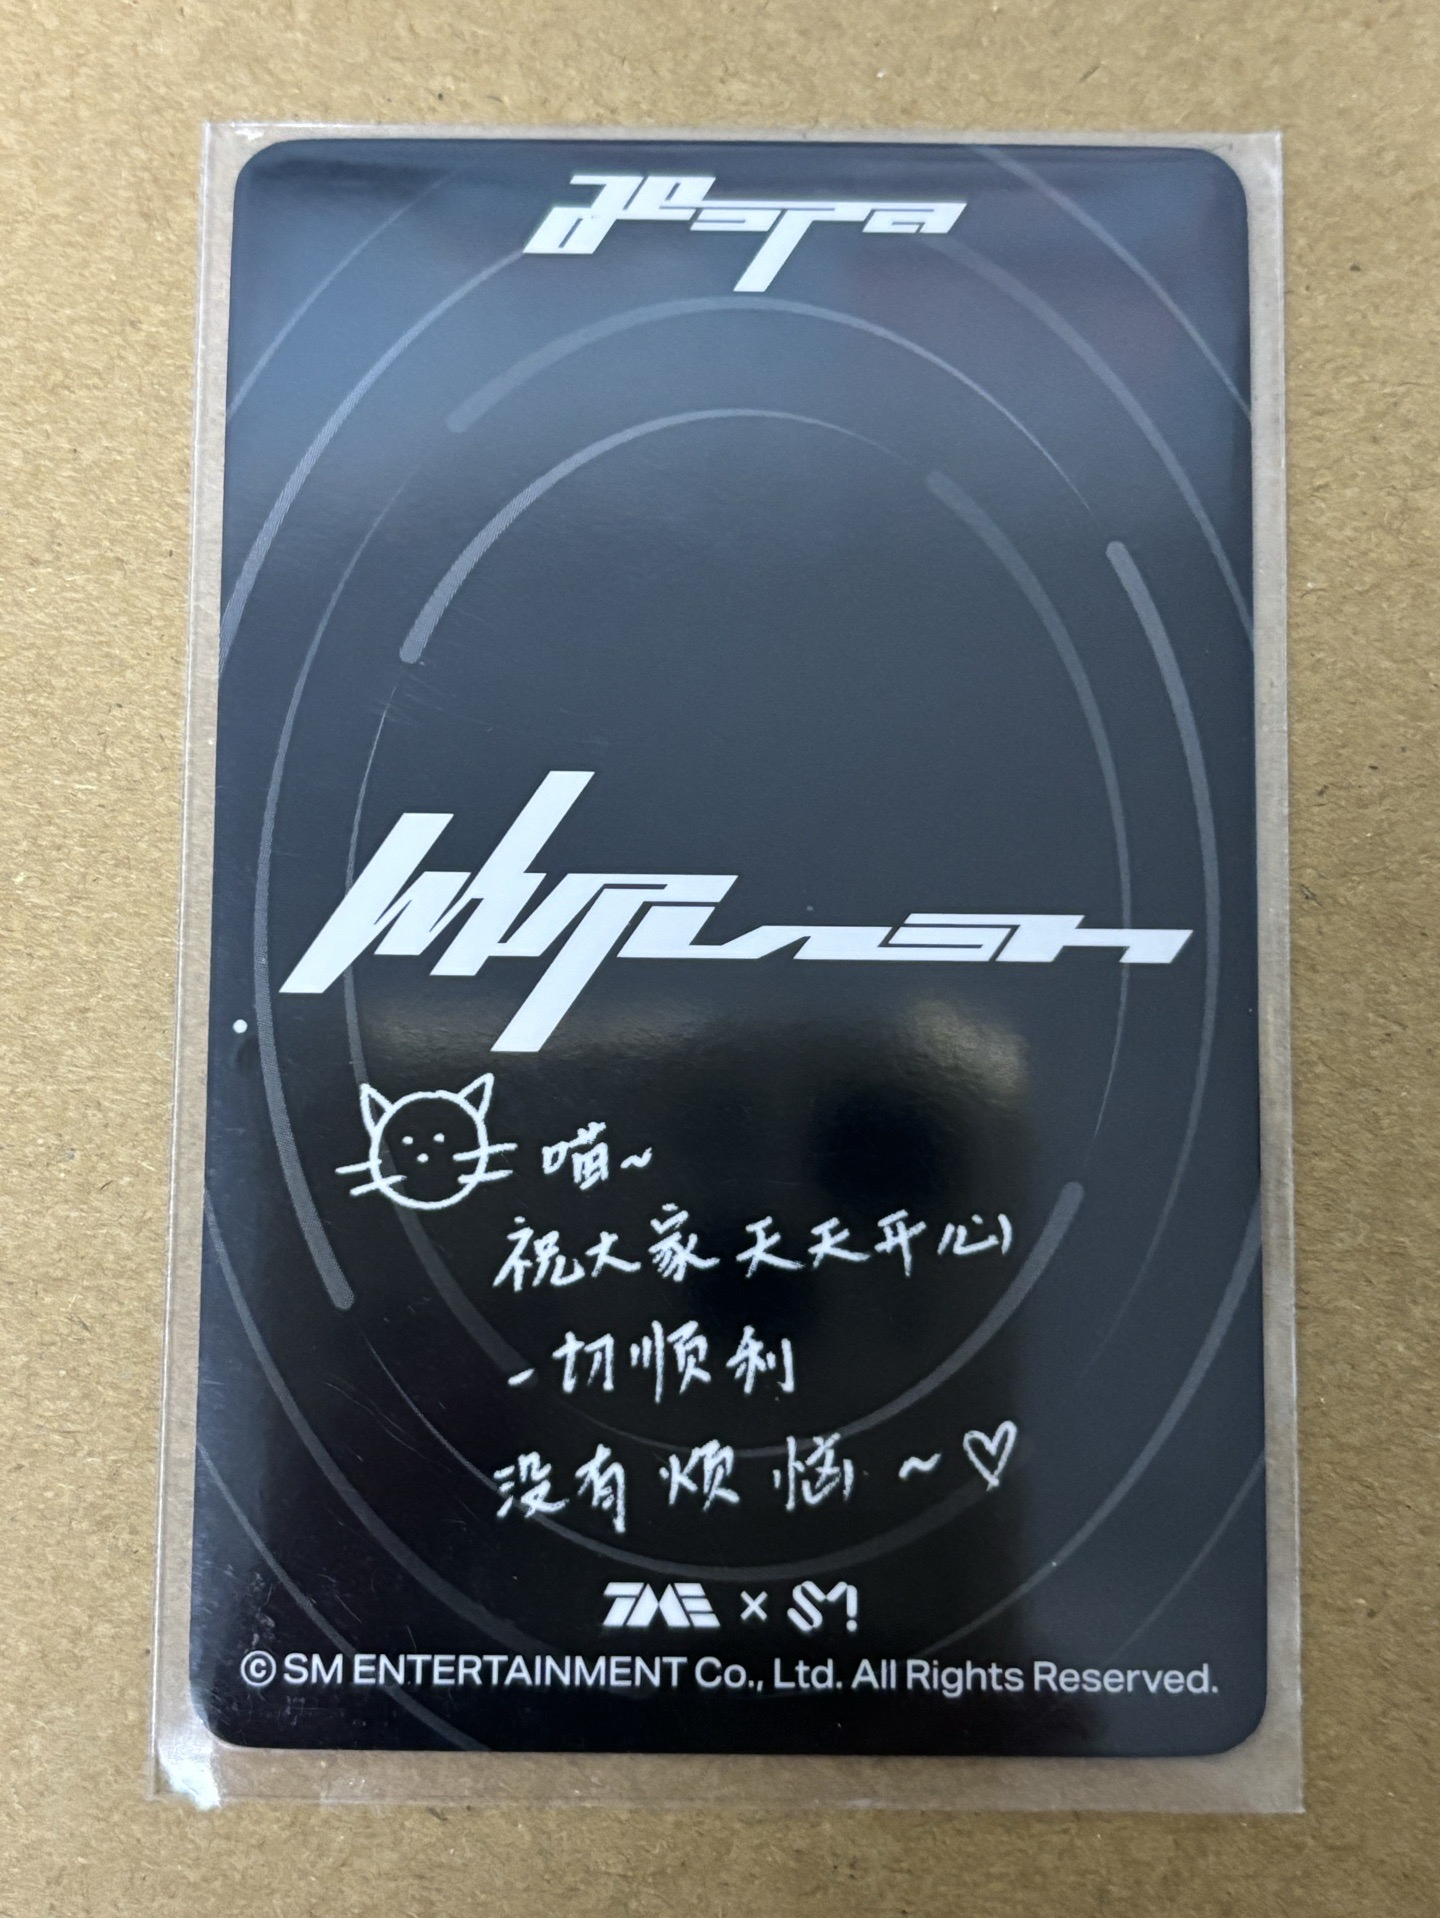 aespa
Whiplash
喵~
祝大家天天开心
一切顺利
没有烦恼~♡
TME × SM
© SM ENTERTAINMENT Co., Ltd. All Rights Reserved.